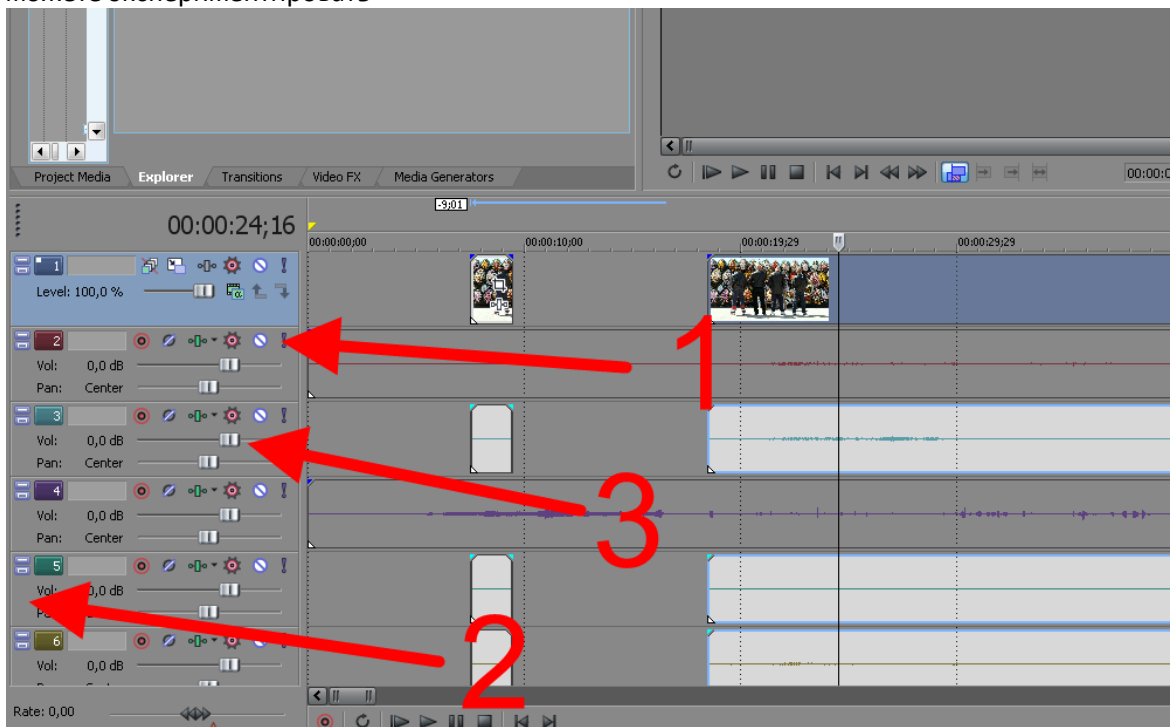 можете экспериментировать
Project Media Explorer Transitions Video FX Media Generators
00:00:0
-9;01
00:00:24;16
00:00:00;00 00:00:10;00 00:00:19;29 00:00:29;29
1
Level: 100,0 %
2
Vol: 0,0 dB
Pan: Center
1
3
Vol: 0,0 dB
Pan: Center
4
Vol: 0,0 dB
Pan: Center
3
5
Vol: 0,0 dB
6
Vol: 0,0 dB
2
Rate: 0,00